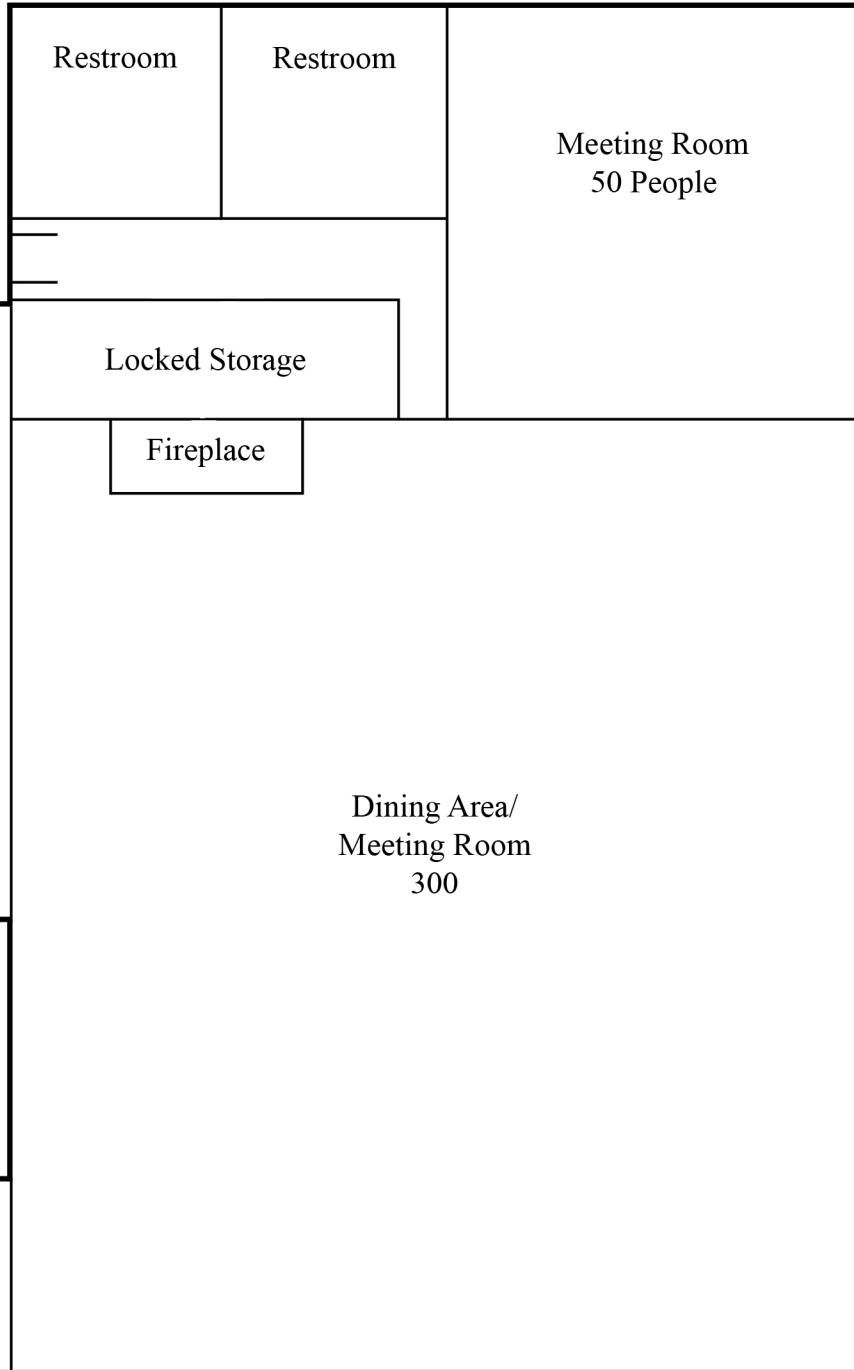 Restroom
Restroom
Meeting Room
50 People
Locked Storage
Fireplace
Dining Area/
Meeting Room
300